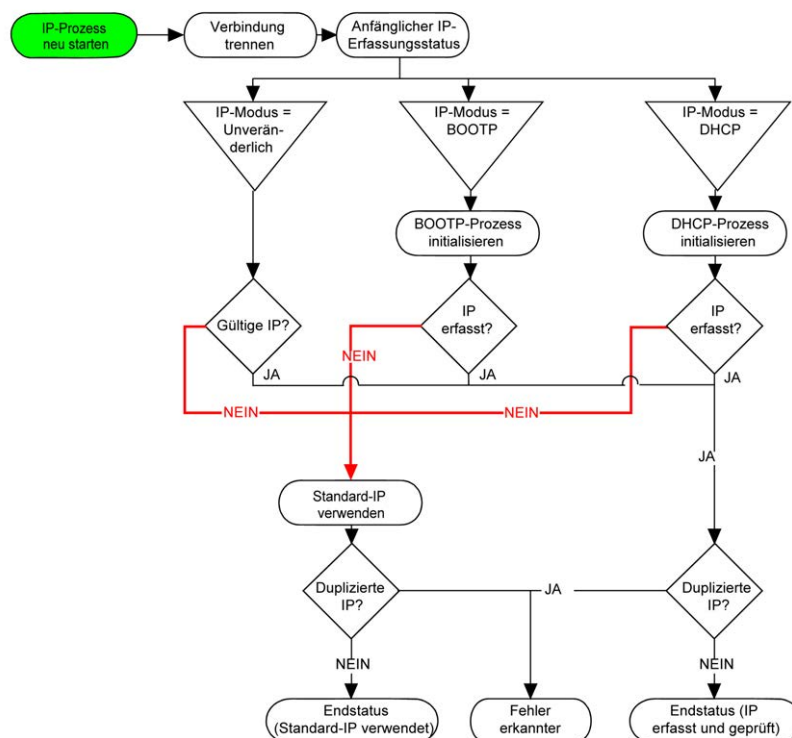 IP-Prozess
neu starten
Verbindung
trennen
Anfänglicher IP-
Erfassungsstatus
IP-Modus =
Unverän-
derlich
IP-Modus =
BOOTP
IP-Modus =
DHCP
BOOTP-Prozess
initialisieren
DHCP-Prozess
initialisieren
Gültige IP?
IP
erfasst?
IP
erfasst?
NEIN
JA
JA
JA
NEIN
NEIN
JA
Standard-IP
verwenden
Duplizierte
IP?
JA
Duplizierte
IP?
NEIN
NEIN
Endstatus
(Standard-IP verwendet)
Fehler
erkannter
Endstatus (IP
erfasst und geprüft)